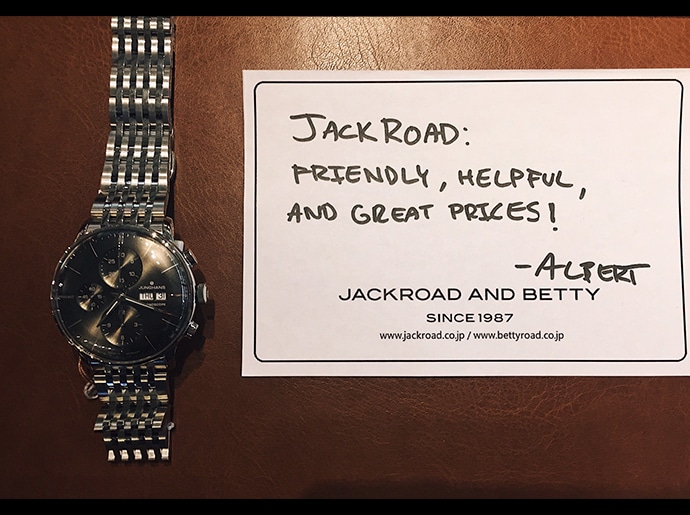 JUNGHANS
JACKROAD:
FRIENDLY, HELPFUL,
AND GREAT PRICES!
-ALBERT
JACKROAD AND BETTY
SINCE 1987
www.jackroad.co.jp / www.bettyroad.co.jp